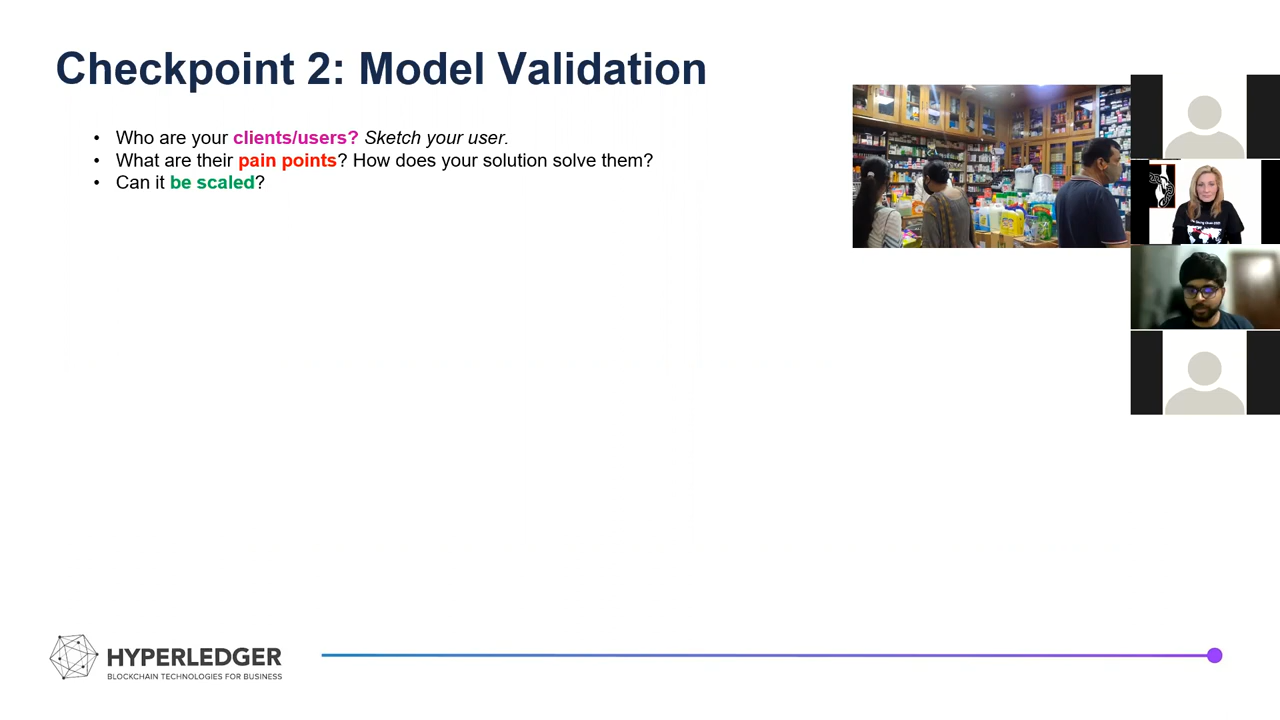 Checkpoint 2: Model Validation
• Who are your clients/users? Sketch your user.
• What are their pain points? How does your solution solve them?
• Can it be scaled?
HYPERLEDGER
BLOCKCHAIN TECHNOLOGIES FOR BUSINESS